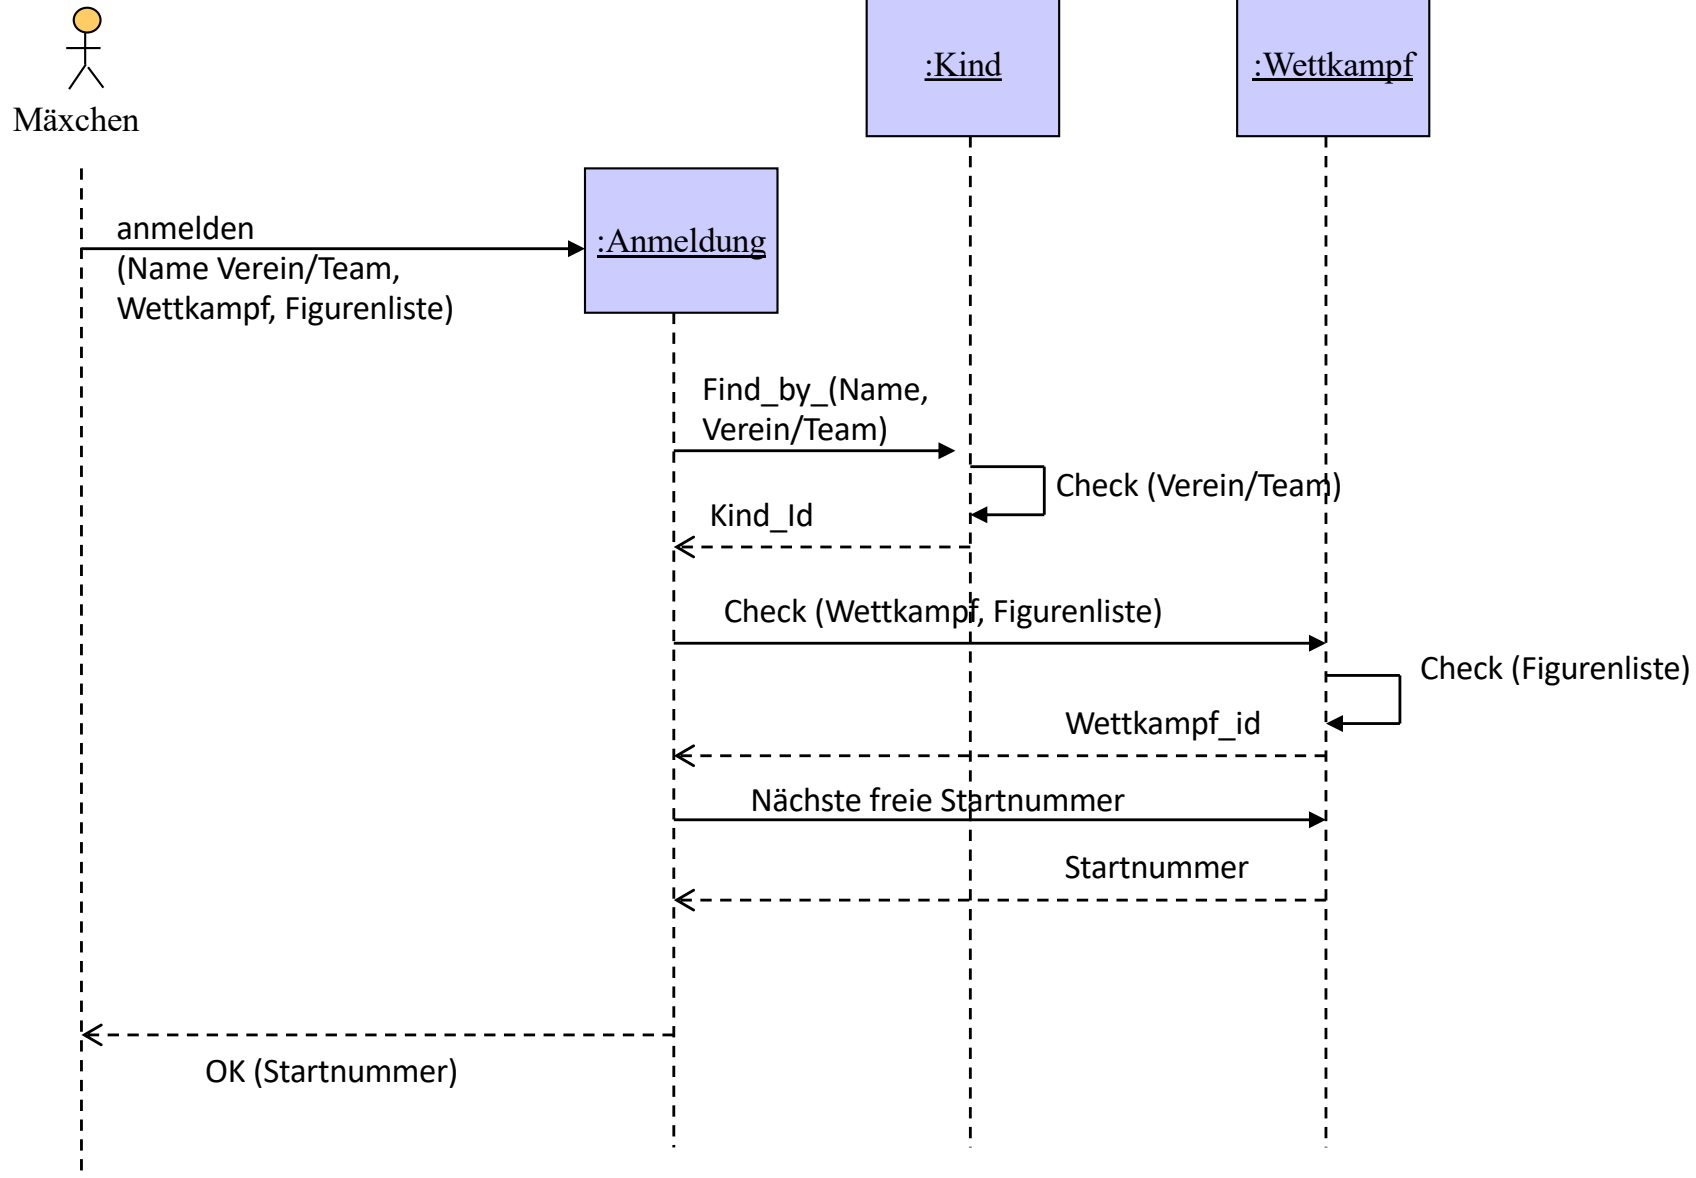 Mäxchen
:Kind
:Wettkampf
:Anmeldung
anmelden
(Name Verein/Team,
Wettkampf, Figurenliste)
Find_by_(Name,
Verein/Team)
Check (Verein/Team)
Kind_Id
Check (Wettkampf, Figurenliste)
Check (Figurenliste)
Wettkampf_id
Nächste freie Startnummer
Startnummer
OK (Startnummer)